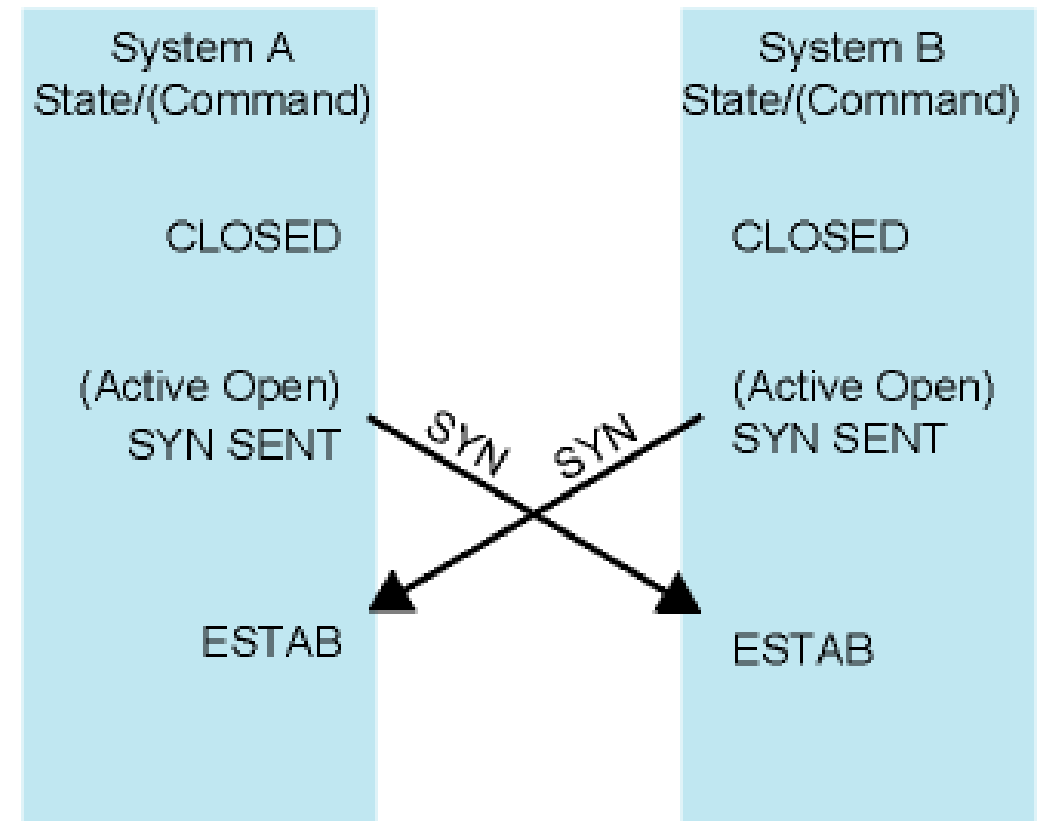 System A
State/(Command)
CLOSED
(Active Open)
SYN SENT
ESTAB
SYN
SYN
System B
State/(Command)
CLOSED
(Active Open)
SYN SENT
ESTAB